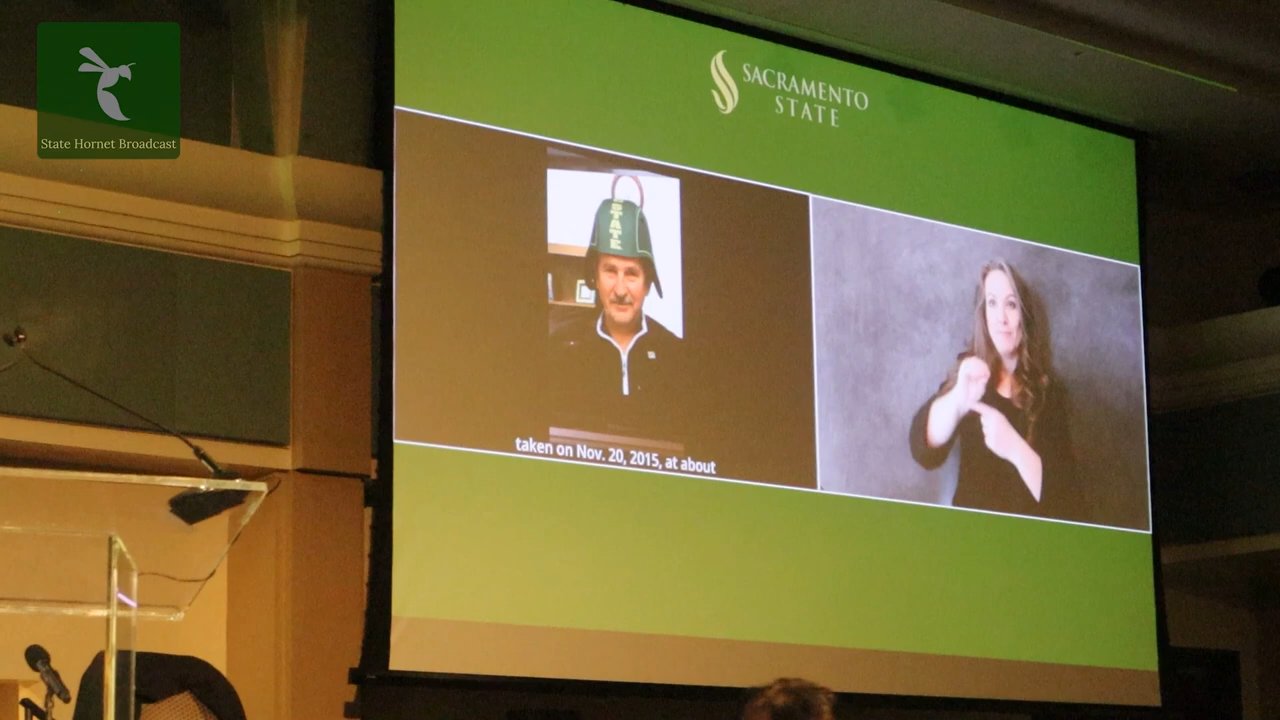 State Hornet Broadcast
SACRAMENTO
STATE
STATE
taken on Nov. 20, 2015, at about